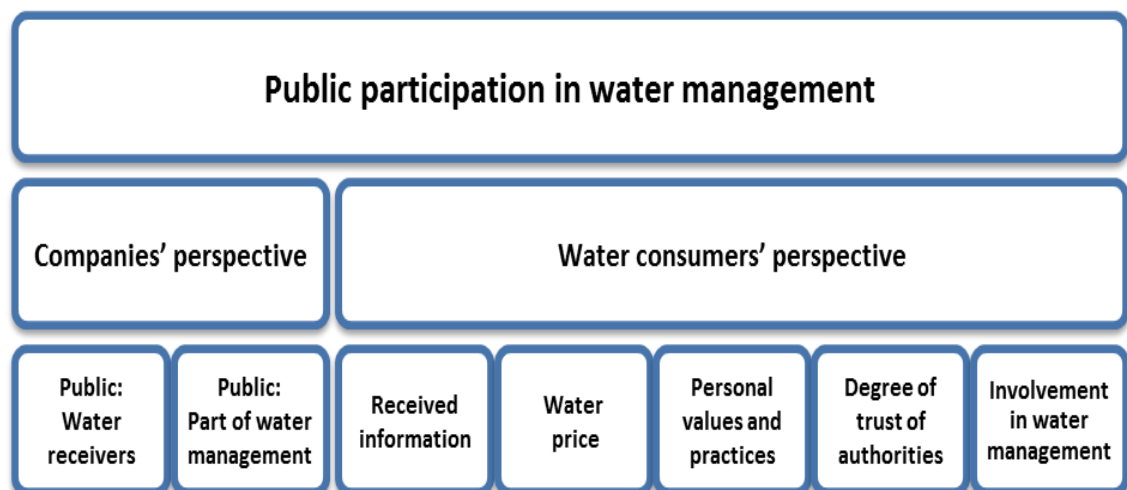 Public participation in water management
Companies’ perspective
Water consumers’ perspective
Public:
Water
receivers
Public:
Part of water
management
Received
information
Water
price
Personal
values and
practices
Degree of
trust of
authorities
Involvement
in water
management